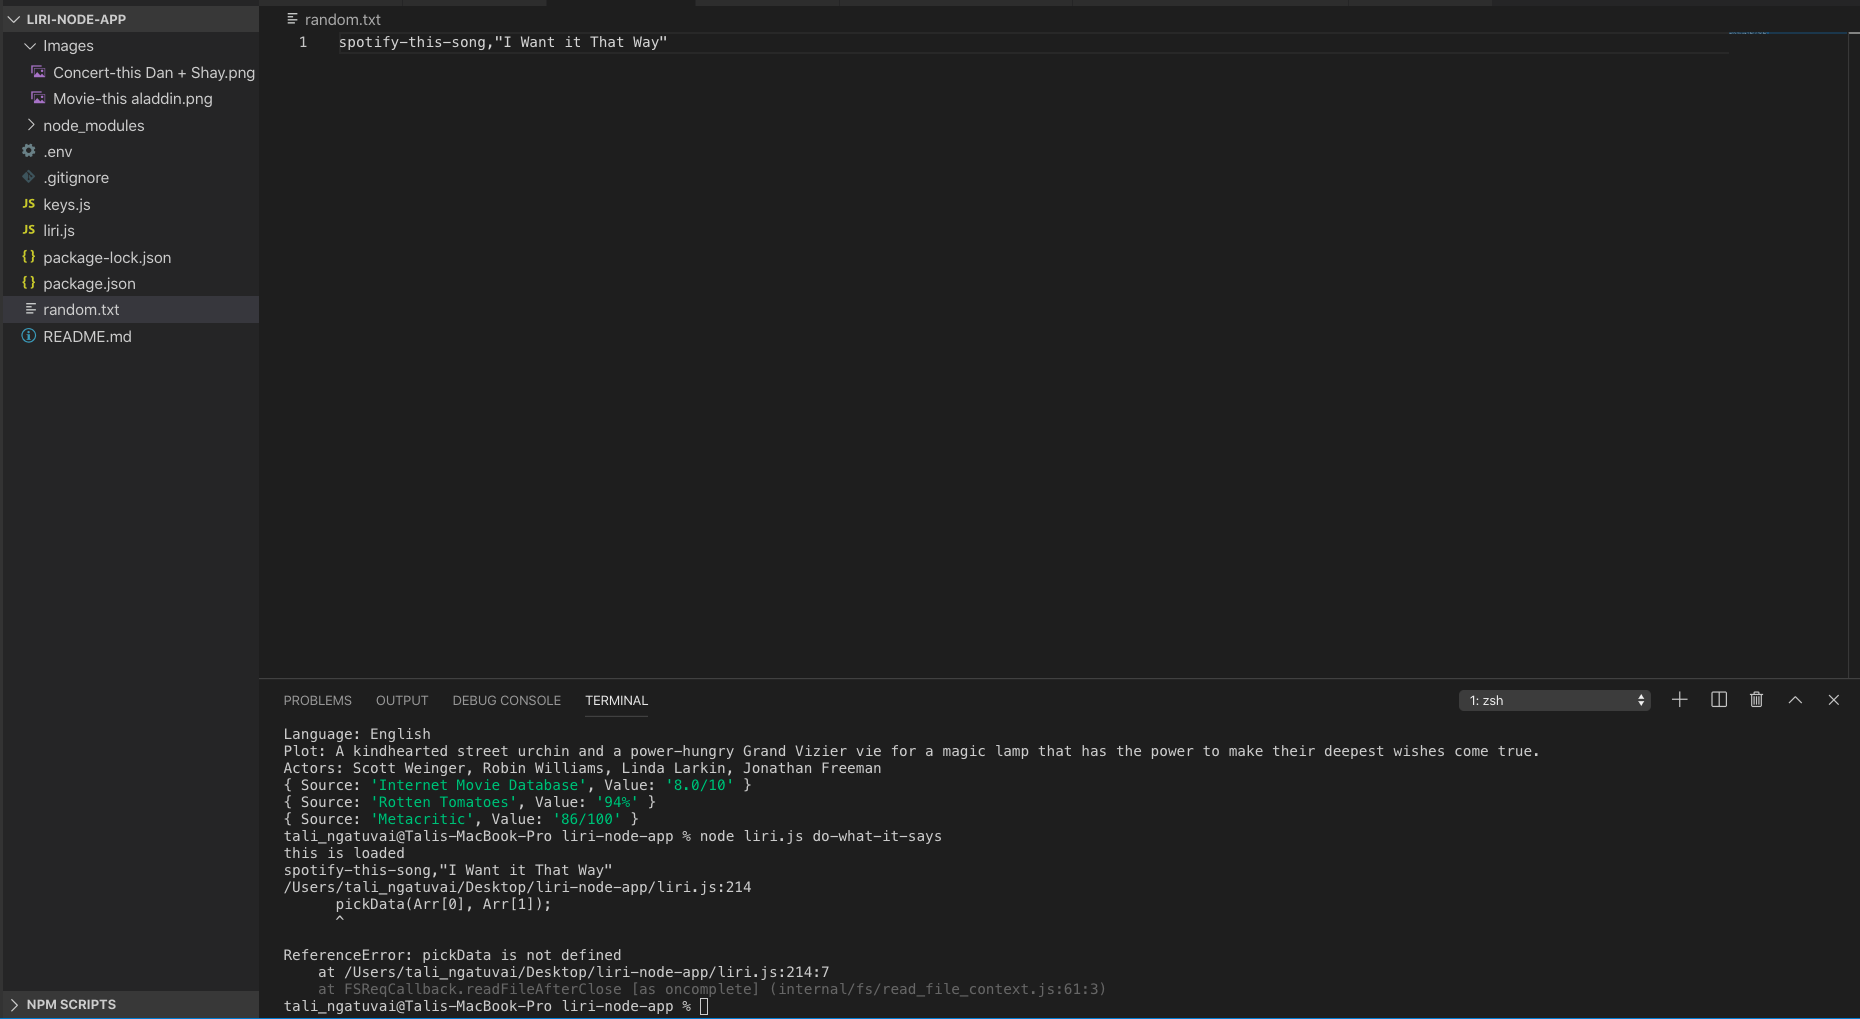 LIRI-NODE-APP
Images
Concert-this Dan + Shay.png
Movie-this aladdin.png
node_modules
.env
.gitignore
JS keys.js
JS liri.js
{} package-lock.json
{} package.json
random.txt
README.md
NPM SCRIPTS
random.txt
1 spotify-this-song,"I Want it That Way"
PROBLEMS OUTPUT DEBUG CONSOLE TERMINAL 1: zsh
Language: English
Plot: A kindhearted street urchin and a power-hungry Grand Vizier vie for a magic lamp that has the power to make their deepest wishes come true.
Actors: Scott Weinger, Robin Williams, Linda Larkin, Jonathan Freeman
{ Source: 'Internet Movie Database', Value: '8.0/10' }
{ Source: 'Rotten Tomatoes', Value: '94%' }
{ Source: 'Metacritic', Value: '86/100' }
tali_ngatuvai@Talis-MacBook-Pro liri-node-app % node liri.js do-what-it-says
this is loaded
spotify-this-song,"I Want it That Way"
/Users/tali_ngatuvai/Desktop/liri-node-app/liri.js:214
pickData(Arr[0], Arr[1]);
^
ReferenceError: pickData is not defined
at /Users/tali_ngatuvai/Desktop/liri-node-app/liri.js:214:7
at FSReqCallback.readFileAfterClose [as oncomplete] (internal/fs/read_file_context.js:61:3)
tali_ngatuvai@Talis-MacBook-Pro liri-node-app %